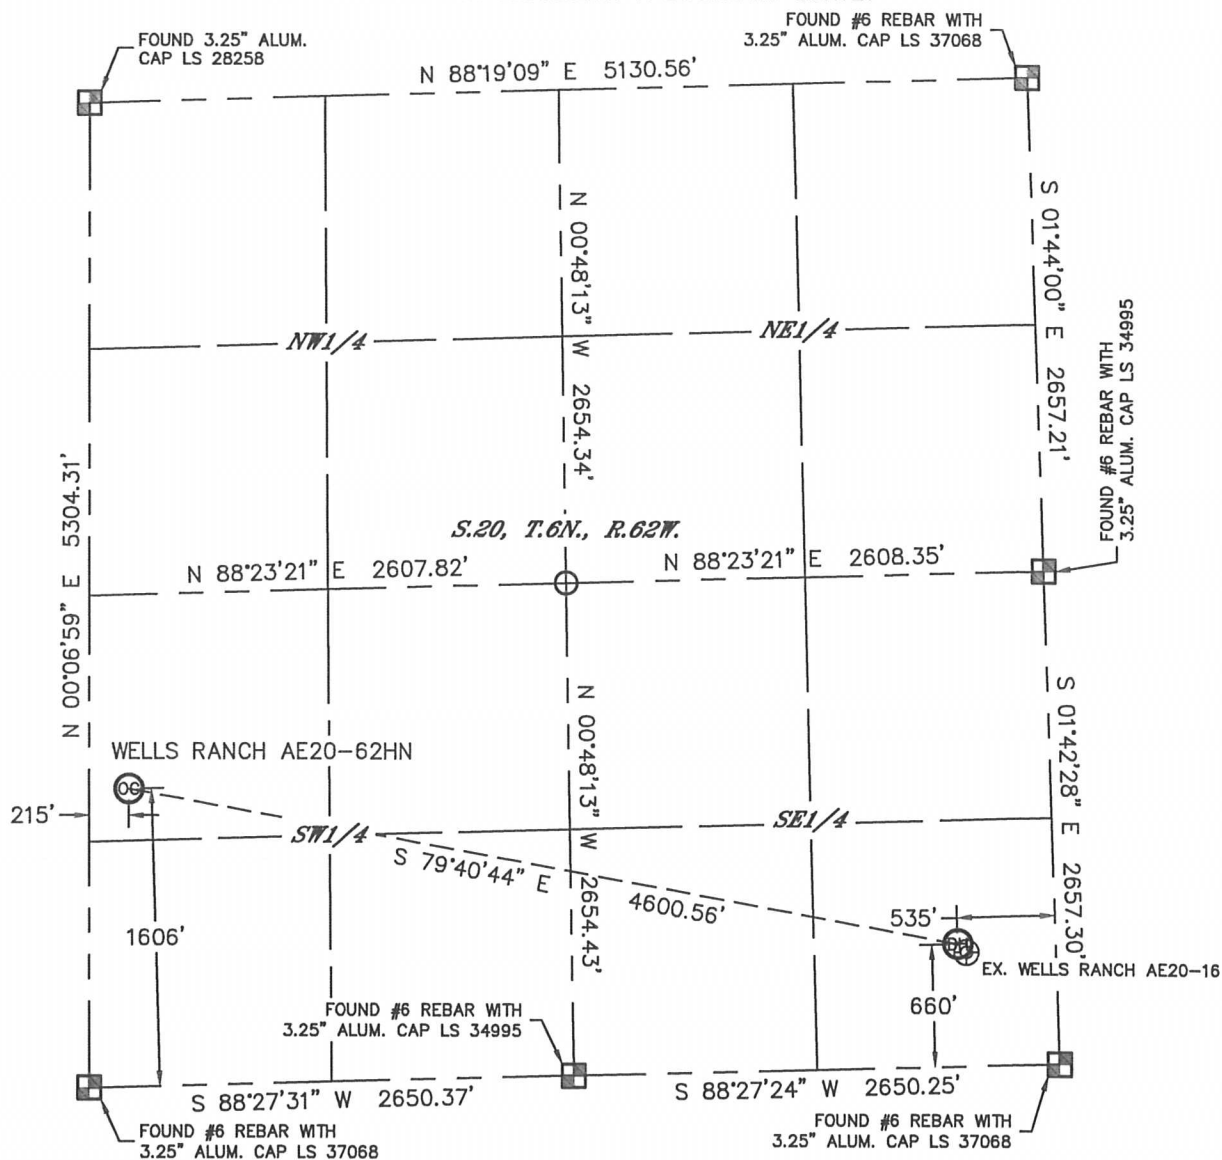 FOUND 3.25" ALUM.
CAP LS 28258
FOUND #6 REBAR WITH
3.25" ALUM. CAP LS 37068
N 88°19'09" E 5130.56'
N 00°48'13" W 2654.34'
S 01°44'00" E 2657.21'
NW1/4
NE1/4
FOUND #6 REBAR WITH
3.25" ALUM. CAP LS 34995
N 00°06'59" E 5304.31'
S.20, T.6N., R.62W.
N 88°23'21" E 2607.82'
N 88°23'21" E 2608.35'
WELLS RANCH AE20-62HN
OG
215'
N 00°48'13" W 2654.43'
S 01°42'28" E 2657.30'
SW1/4
SE1/4
S 79°40'44" E 4600.56'
1606'
535'
BH
EX. WELLS RANCH AE20-16
660'
FOUND #6 REBAR WITH
3.25" ALUM. CAP LS 34995
S 88°27'31" W 2650.37'
S 88°27'24" W 2650.25'
FOUND #6 REBAR WITH
3.25" ALUM. CAP LS 37068
FOUND #6 REBAR WITH
3.25" ALUM. CAP LS 37068